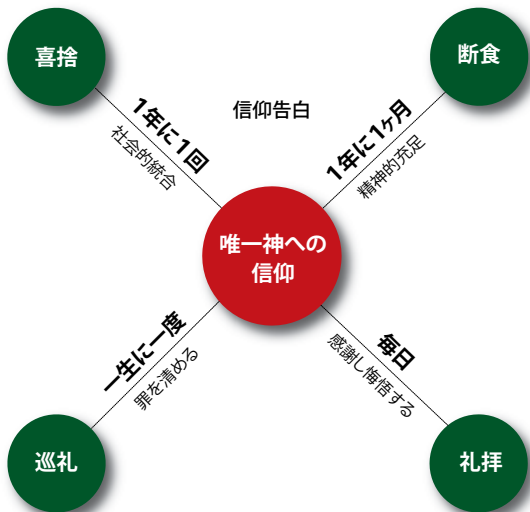 喜捨
断食
信仰告白
1年に1回
社会的統合
1年に1ヶ月
精神的充足
唯一神への
信仰
一生に一度
罪を清める
毎日
感謝し悔悟する
巡礼
礼拝